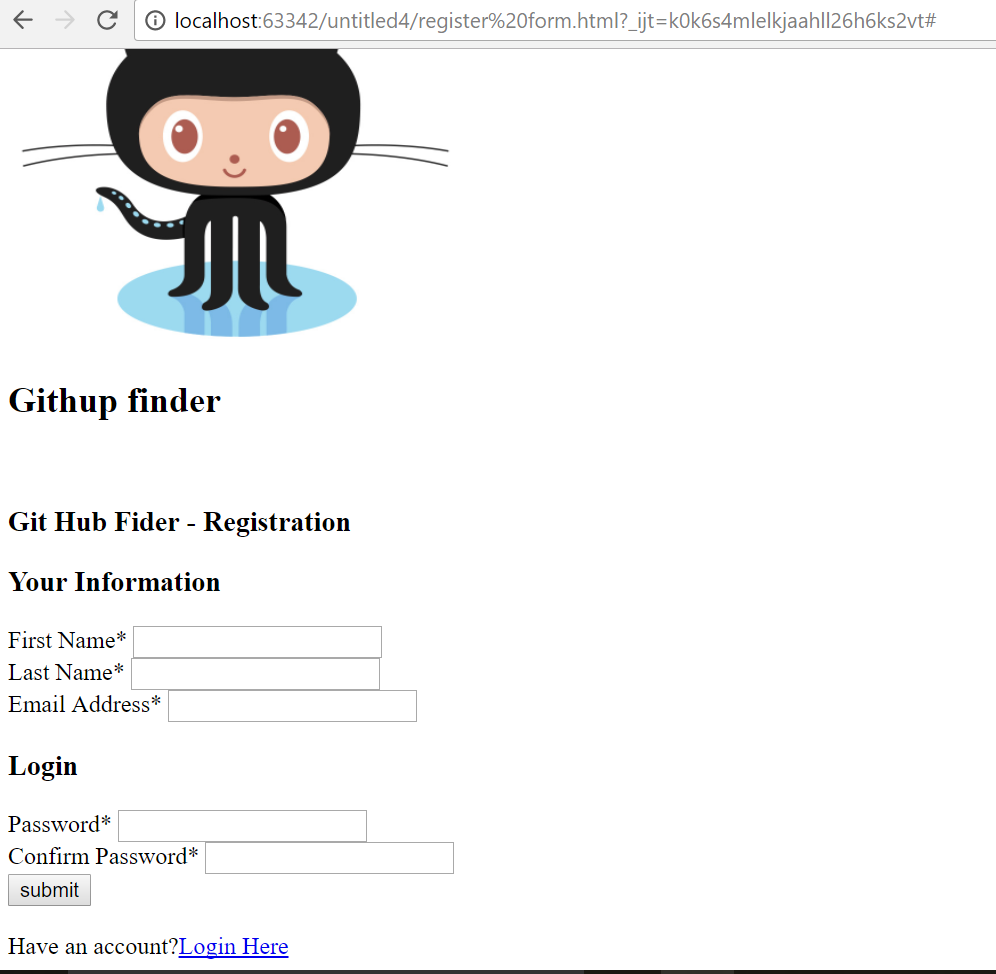 localhost:63342/untitled4/register%20form.html?_ijt=k0k6s4mlelkjaahll26h6ks2vt#
Githup finder
Git Hub Fider - Registration
Your Information
First Name*
Last Name*
Email Address*
Login
Password*
Confirm Password*
submit
Have an account?Login Here